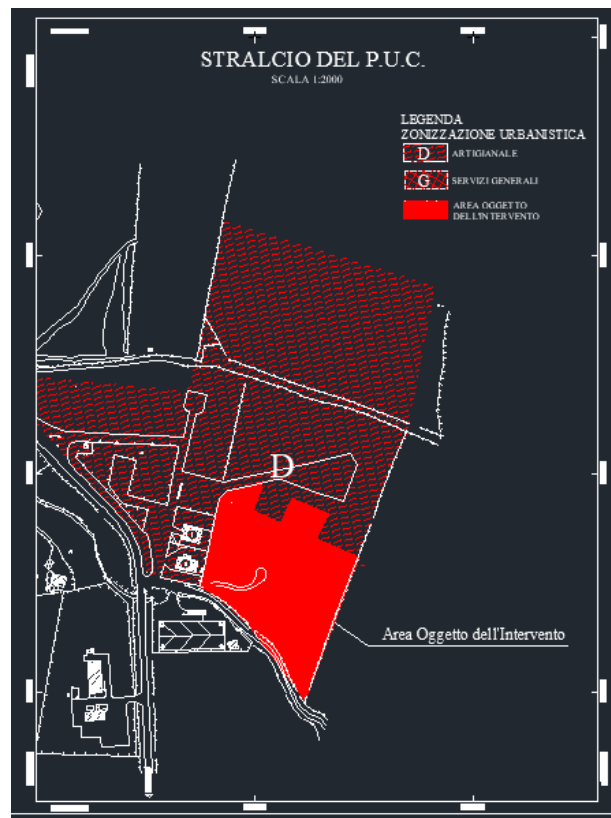 STRALCIO DEL P.U.C.
SCALA 1:2000
LEGENDA
ZONIZZAZIONE URBANISTICA
D ARTIGIANALE
G SERVIZI GENERALI
AREA OGGETTO
DELL'INTERVENTO
D
Area Oggetto dell'Intervento